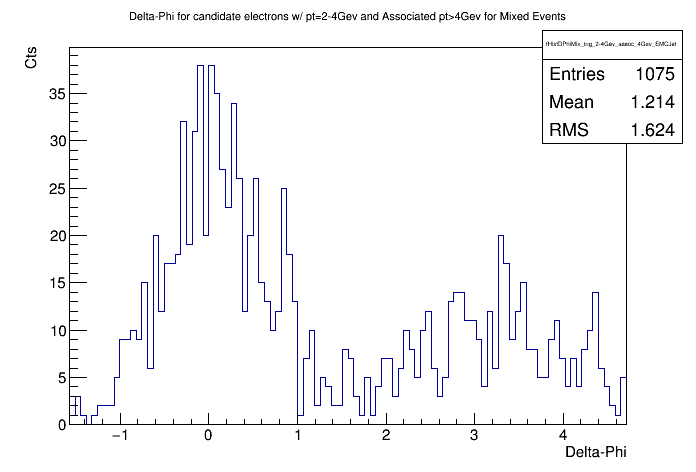 Delta-Phi for candidate electrons w/ pt=2-4Gev and Associated pt>4Gev for Mixed Events
Cts
fHistDPhiMix_trig_2-4Gev_assoc_4Gev_EMCJet
Entries 1075
Mean 1.214
RMS 1.624
35
30
25
20
15
10
5
0
−1 0 1 2 3 4
Delta-Phi